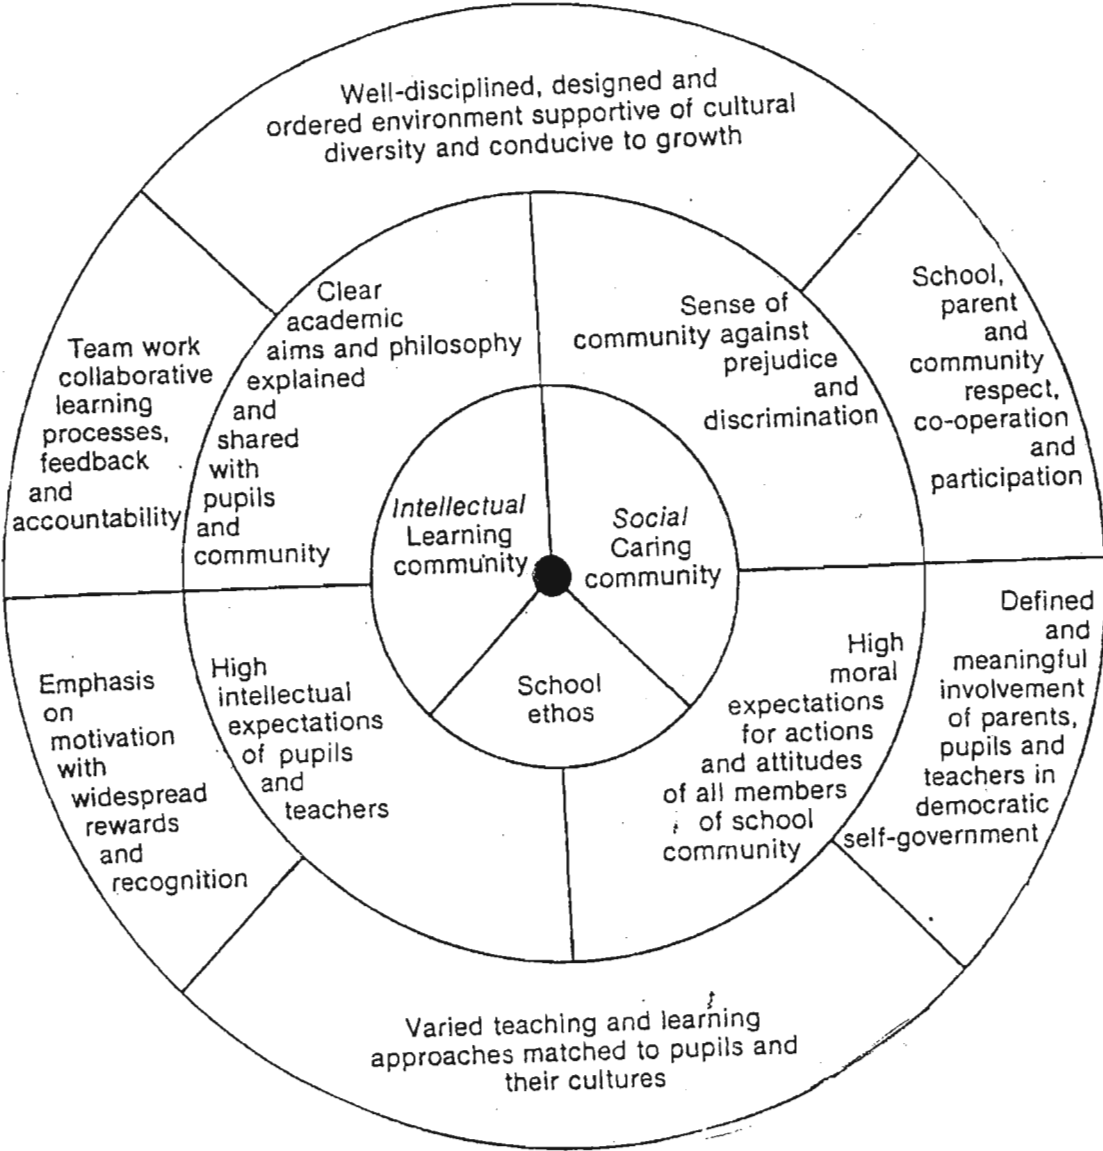 Well-disciplined, designed and
ordered environment supportive of cultural
diversity and conducive to growth
School,
parent
and
community
respect,
co-operation
and
participation
Defined
and
meaningful
involvement
of parents,
pupils and
teachers in
democratic
self-government
Varied teaching and learning
approaches matched to pupils and
their cultures
Emphasis
on
motivation
with
widespread
rewards
and
recognition
Team work
collaborative
learning
processes,
feedback
and
accountability
Clear
academic
aims and philosophy
explained
and
shared
with
pupils
and
community
Sense of
community against
prejudice
and
discrimination
High
moral
expectations
for actions
and attitudes
of all members
of school
community
High
intellectual
expectations
of pupils
and
teachers
Intellectual
Learning
community
Social
Caring
community
School
ethos